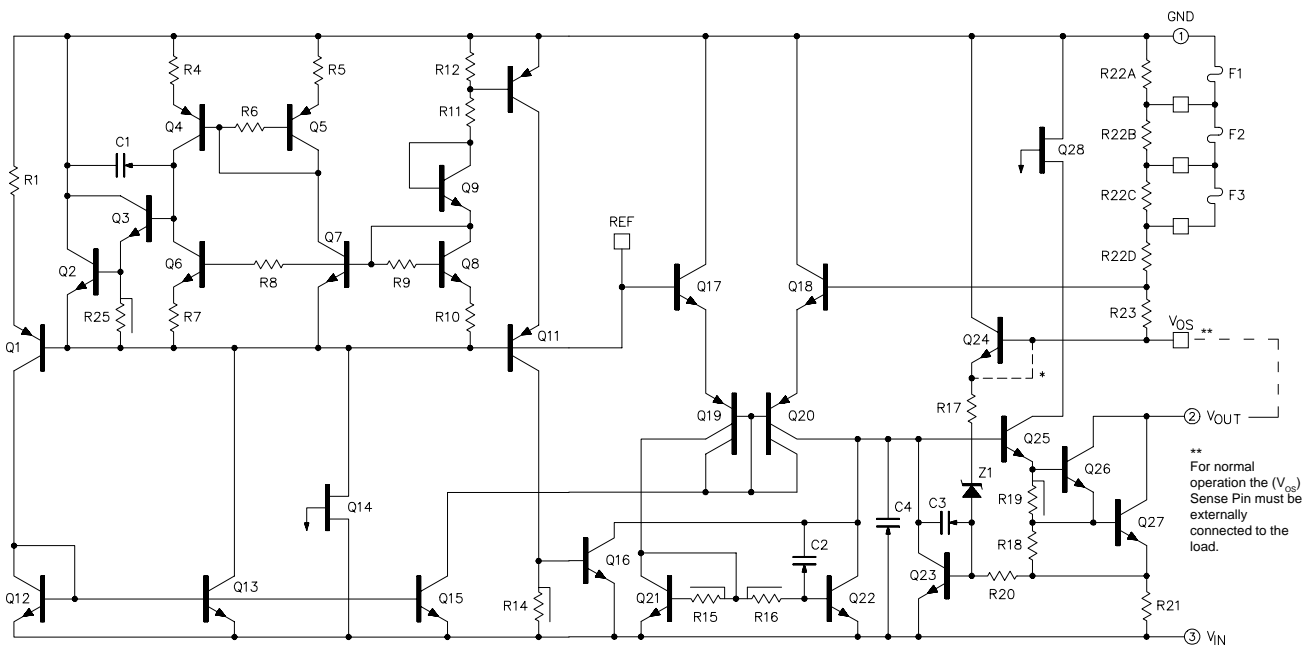 GND
1
R4
R5
R12
R22A
F1
R11
R6
Q4
Q5
C1
R22B
F2
Q28
R1
Q9
R22C
F3
Q3
REF
Q7
Q2
Q6
R8
R9
Q8
Q17
Q18
R22D
R25
R7
R10
R23
VOS **
Q1
Q11
Q24
*
R17
Q19
Q20
2 VOUT
Q25
**
For normal
operation the (VOS)
Sense Pin must be
externally
connected to the
load.
Q26
Z1
Q14
R19
C4
C3
Q27
C2
R18
Q16
Q12
Q13
Q15
R14
Q21
R15
R16
Q22
Q23
R20
R21
3 VIN